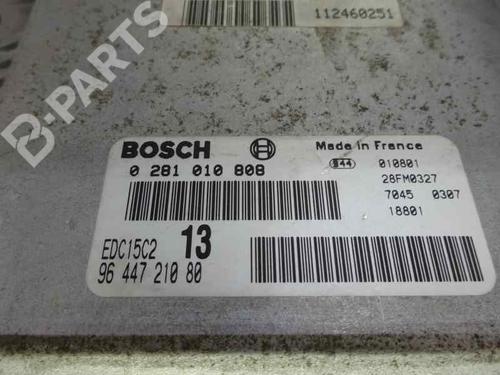 112460251
B-PARTS
BOSCH
Made in France
0 281 010 808
e44 010801
28FM0327
7045 0307
18801
EDC15C2 13
96 447 210 80